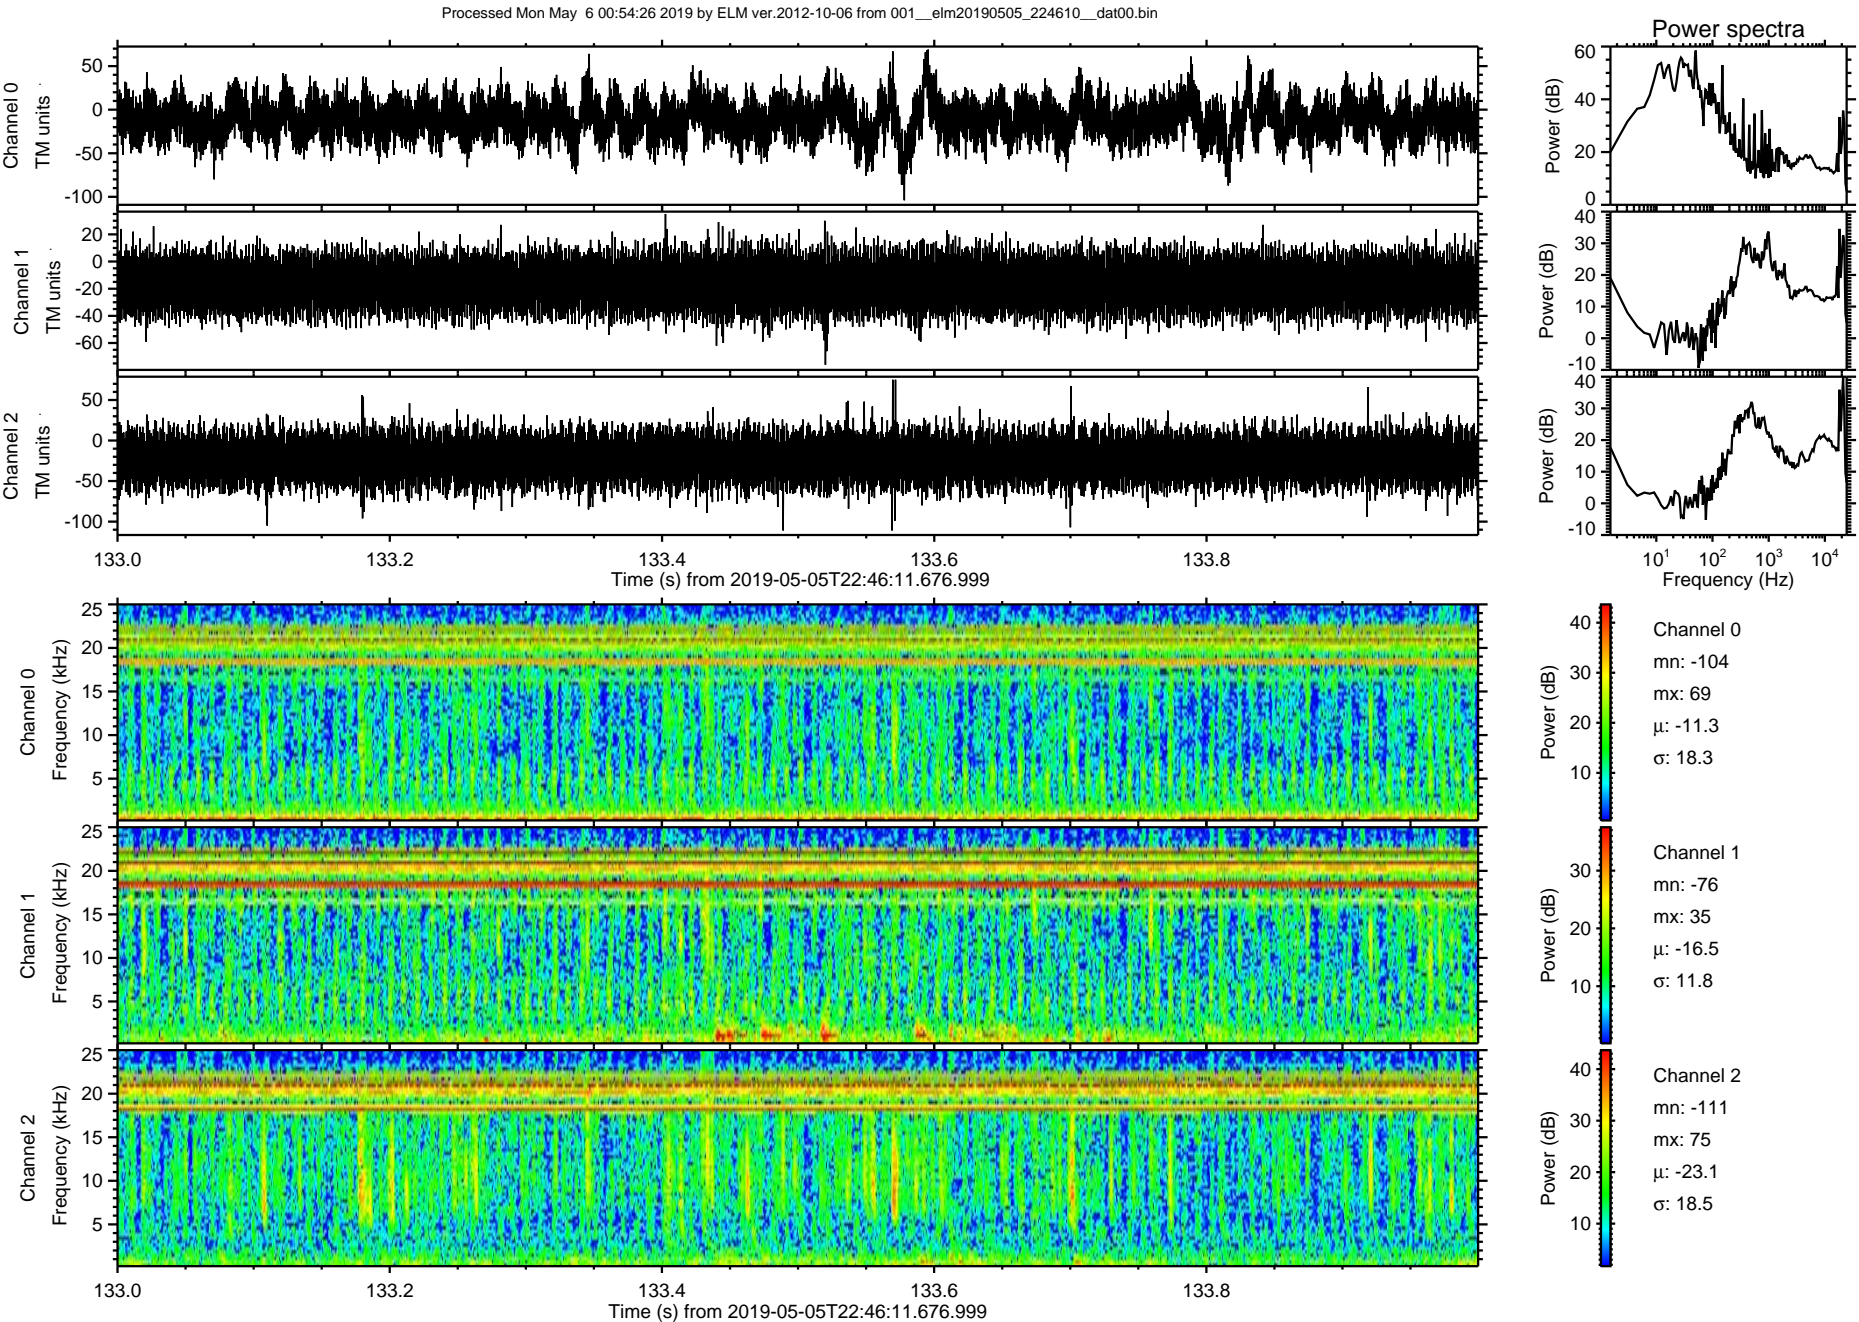 Processed Mon May  6 00:54:26 2019 by ELM ver.2012-10-06 from 001__elm20190505_224610__dat00.bin
Power spectra
Channel 0
TM units
50
0
-50
-100
Power (dB)
60
40
20
0
Channel 1
TM units
20
0
-20
-40
-60
Power (dB)
40
30
20
10
0
-10
Channel 2
TM units
50
0
-50
-100
Power (dB)
40
30
20
10
0
-10
133.0 133.2 133.4 133.6 133.8
Time (s) from 2019-05-05T22:46:11.676.999
10¹ 10² 10³ 10⁴
Frequency (Hz)
Channel 0
Frequency (kHz)
25
20
15
10
5
Power (dB)
40
30
20
10
Channel 0
mn: -104
mx: 69
μ: -11.3
σ: 18.3
Channel 1
Frequency (kHz)
25
20
15
10
5
Power (dB)
30
20
10
Channel 1
mn: -76
mx: 35
μ: -16.5
σ: 11.8
Channel 2
Frequency (kHz)
25
20
15
10
5
Power (dB)
40
30
20
10
Channel 2
mn: -111
mx: 75
μ: -23.1
σ: 18.5
133.0 133.2 133.4 133.6 133.8
Time (s) from 2019-05-05T22:46:11.676.999